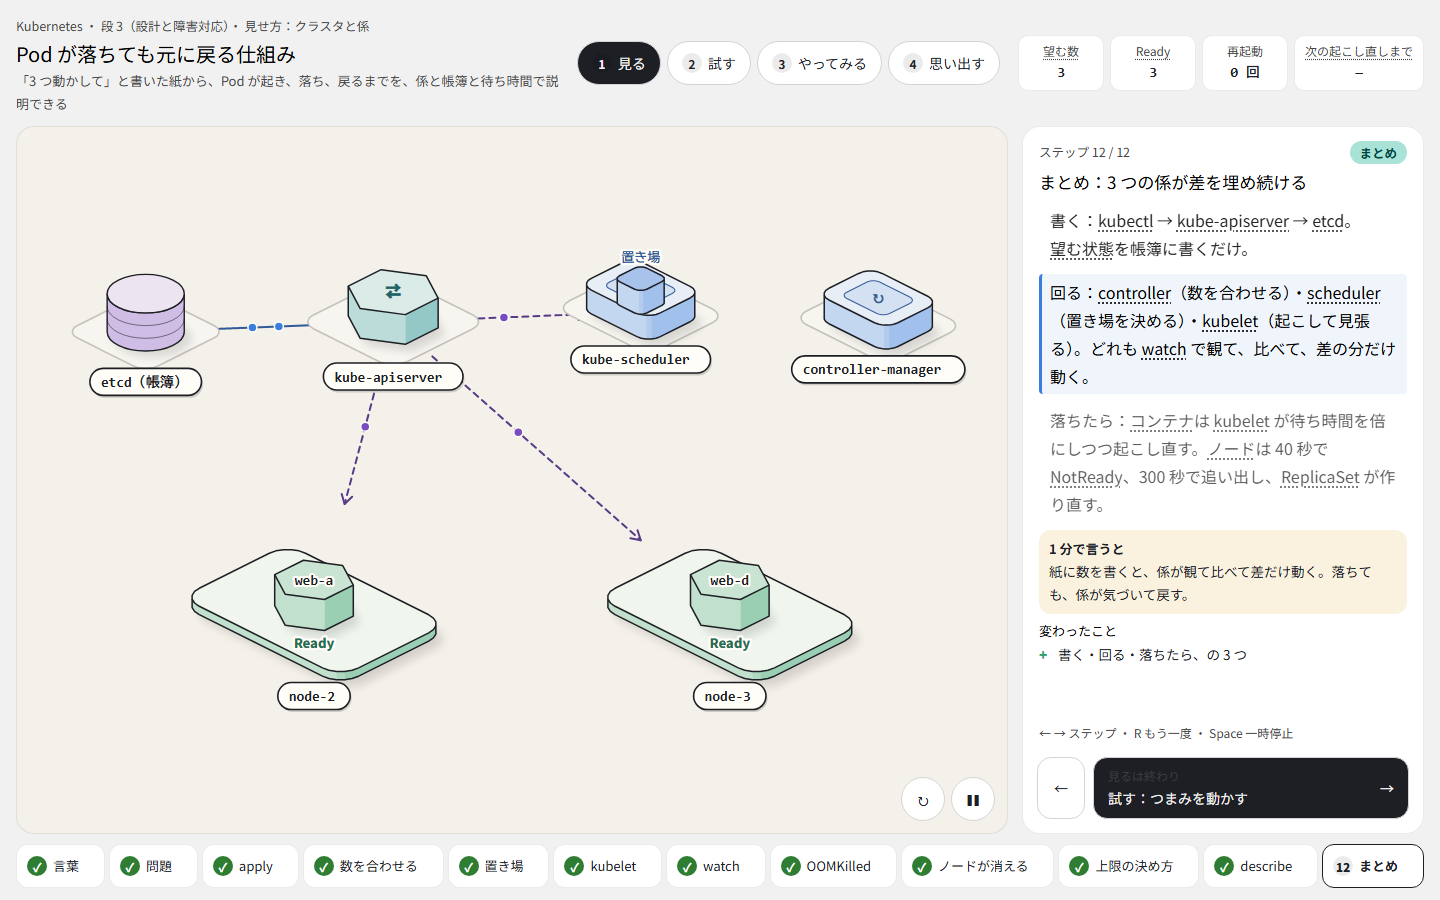 Kubernetes ・ 段 3（設計と障害対応）・ 見せ方：クラスタと係
Pod が落ちても元に戻る仕組み
「3 つ動かして」と書いた紙から、Pod が起き、落ち、戻るまでを、係と帳簿と待ち時間で説
明できる
1 見る
2 試す
3 やってみる
4 思い出す
望む数
3
Ready
3
再起動
0 回
次の起こし直しまで
–
置き場
etcd（帳簿）
kube-apiserver
kube-scheduler
↻
controller-manager
web-a
Ready
node-2
web-d
Ready
node-3
↻
ステップ 12 / 12
まとめ
まとめ：3 つの係が差を埋め続ける
書く：kubectl → kube-apiserver → etcd。
望む状態を帳簿に書くだけ。
回る：controller（数を合わせる）・scheduler
（置き場を決める）・kubelet（起こして見張
る）。どれも watch で観て、比べて、差の分だけ
動く。
落ちたら：コンテナは kubelet が待ち時間を倍
にしつつ起こし直す。ノードは 40 秒で
NotReady、300 秒で追い出し、ReplicaSet が作
り直す。
1 分で言うと
紙に数を書くと、係が観て比べて差だけ動く。落ちて
も、係が気づいて戻す。
変わったこと
+ 書く・回る・落ちたら、の 3 つ
← → ステップ ・ R もう一度 ・ Space 一時停止
←
見るは終わり
試す：つまみを動かす →
✓ 言葉
✓ 問題
✓ apply
✓ 数を合わせる
✓ 置き場
✓ kubelet
✓ watch
✓ OOMKilled
✓ ノードが消える
✓ 上限の決め方
✓ describe
12 まとめ